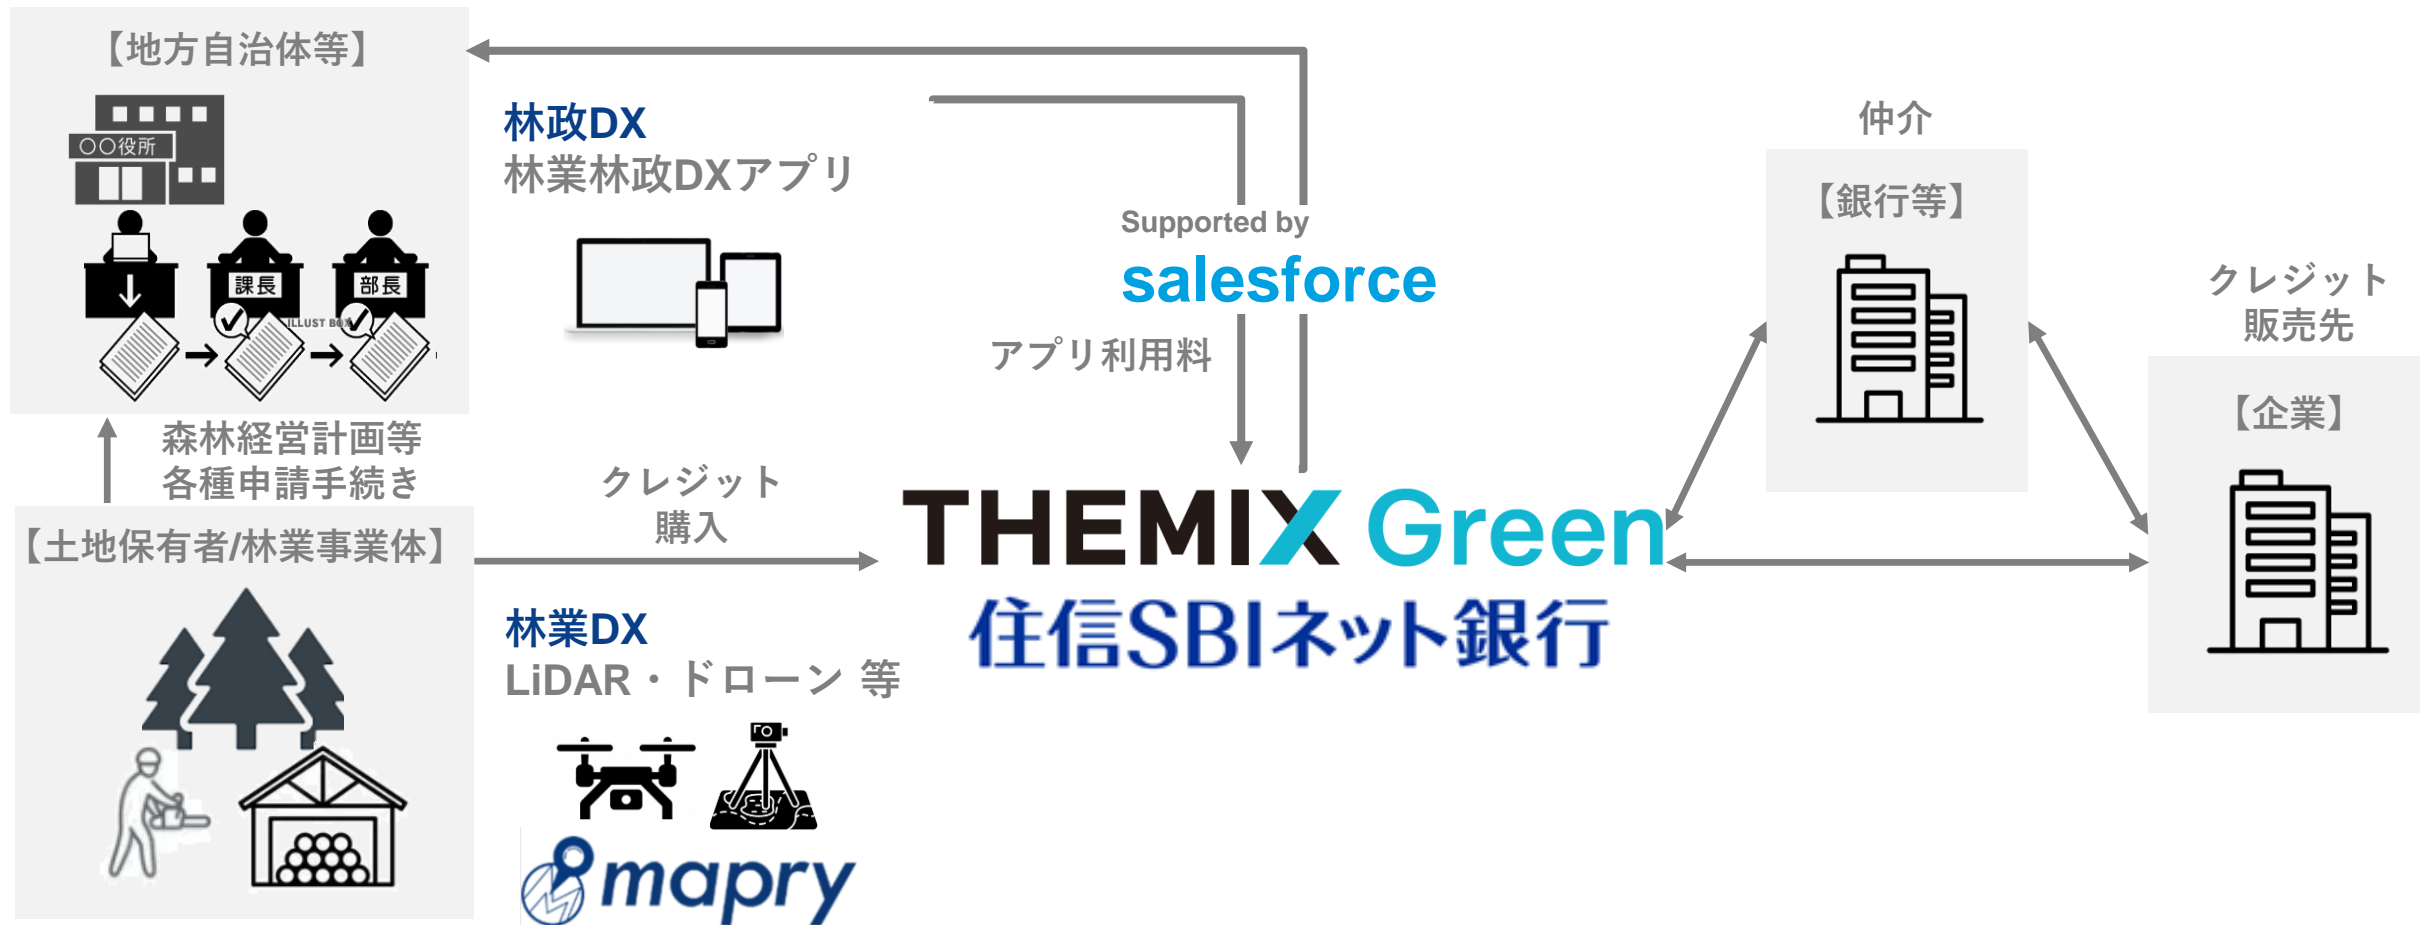 【地方自治体等】
〇〇役所
課長
部長
ILLUST BOX
森林経営計画等
各種申請手続き
【土地保有者/林業事業体】
林政DX
林業林政DXアプリ
Supported by
salesforce
アプリ利用料
クレジット
購入
THEMIX Green
住信SBIネット銀行
林業DX
LiDAR・ドローン 等
mapry
仲介
【銀行等】
クレジット
販売先
【企業】